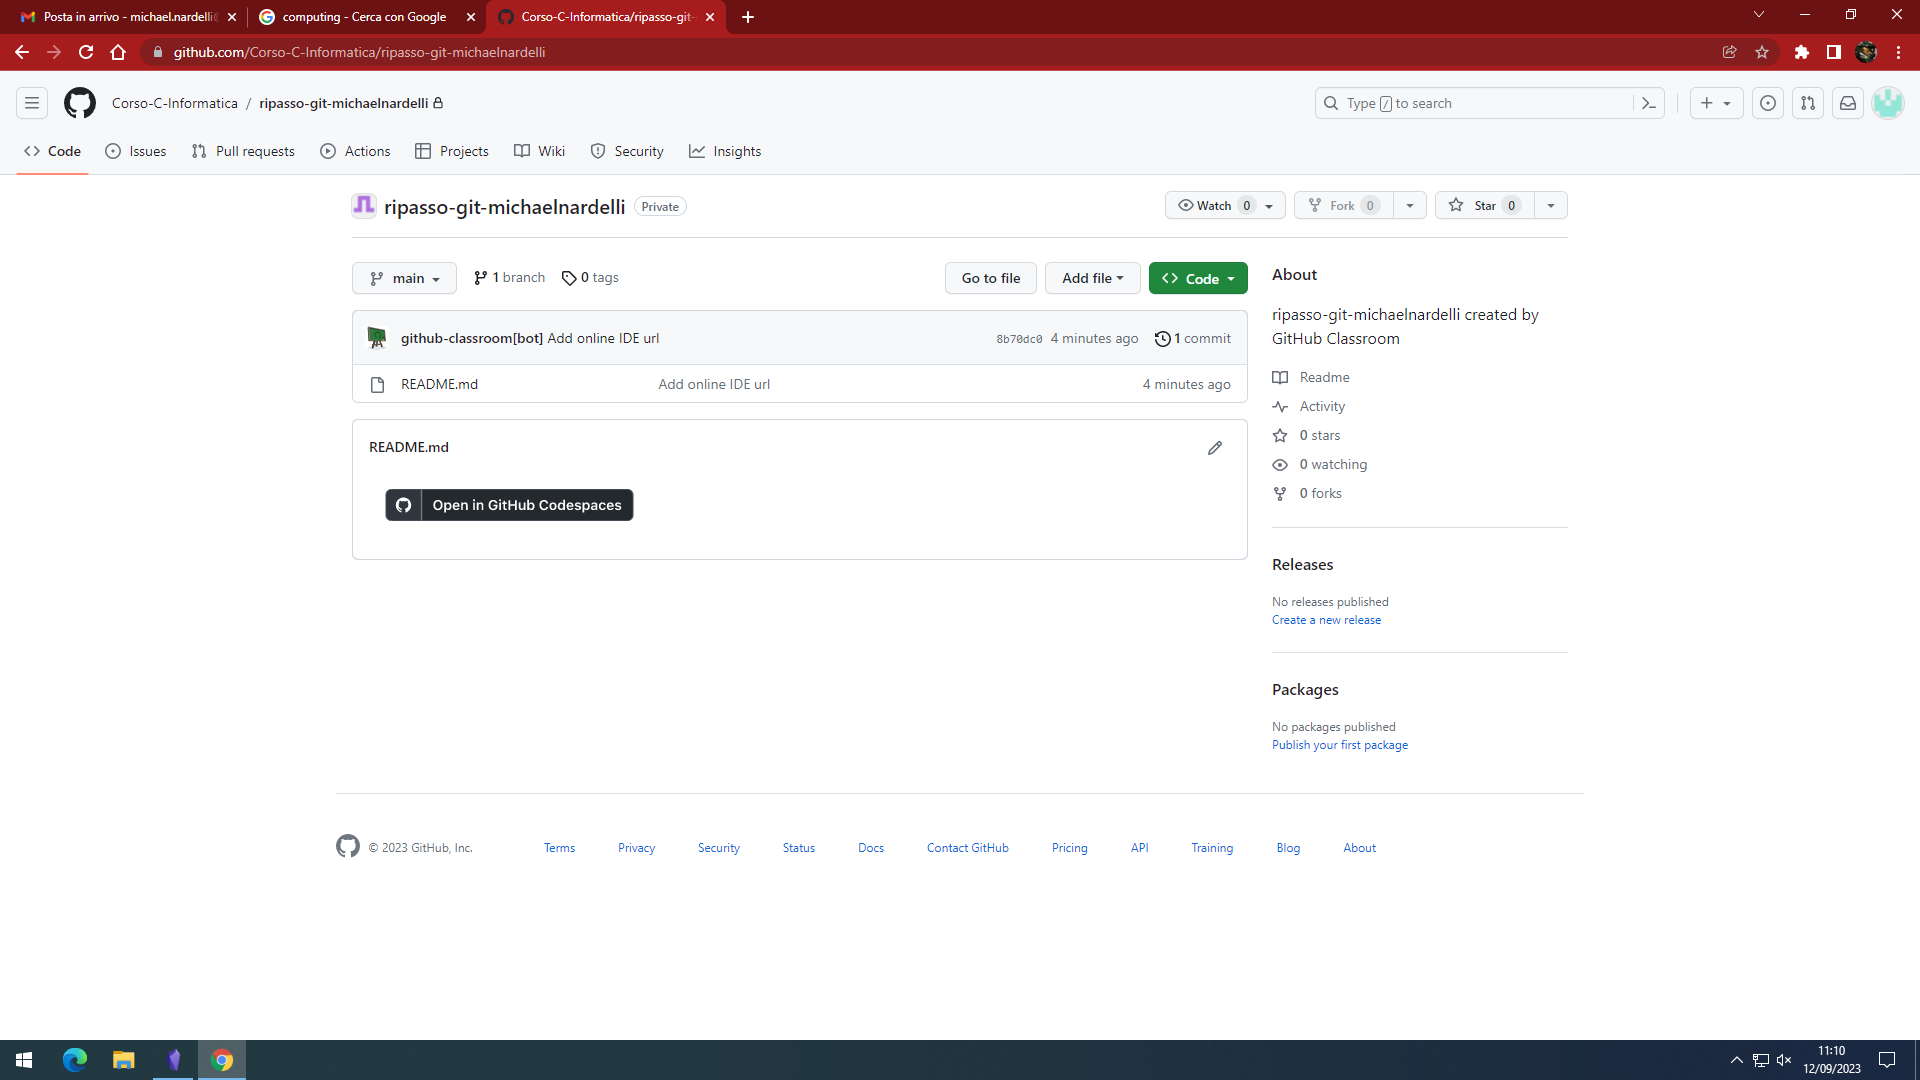 Posta in arrivo - michael.nardelli@
computing - Cerca con Google
Corso-C-Informatica/ripasso-git-
github.com/Corso-C-Informatica/ripasso-git-michaelnardelli
Corso-C-Informatica / ripasso-git-michaelnardelli
Type / to search
Code Issues Pull requests Actions Projects Wiki Security Insights
ripasso-git-michaelnardelli Private
Watch 0 Fork 0 Star 0
main 1 branch 0 tags
Go to file Add file Code
github-classroom[bot] Add online IDE url 8b70dc0 4 minutes ago 1 commit
README.md Add online IDE url 4 minutes ago
README.md
Open in GitHub Codespaces
About
ripasso-git-michaelnardelli created by
GitHub Classroom
Readme
Activity
0 stars
0 watching
0 forks
Releases
No releases published
Create a new release
Packages
No packages published
Publish your first package
© 2023 GitHub, Inc. Terms Privacy Security Status Docs Contact GitHub Pricing API Training Blog About
11:10
12/09/2023